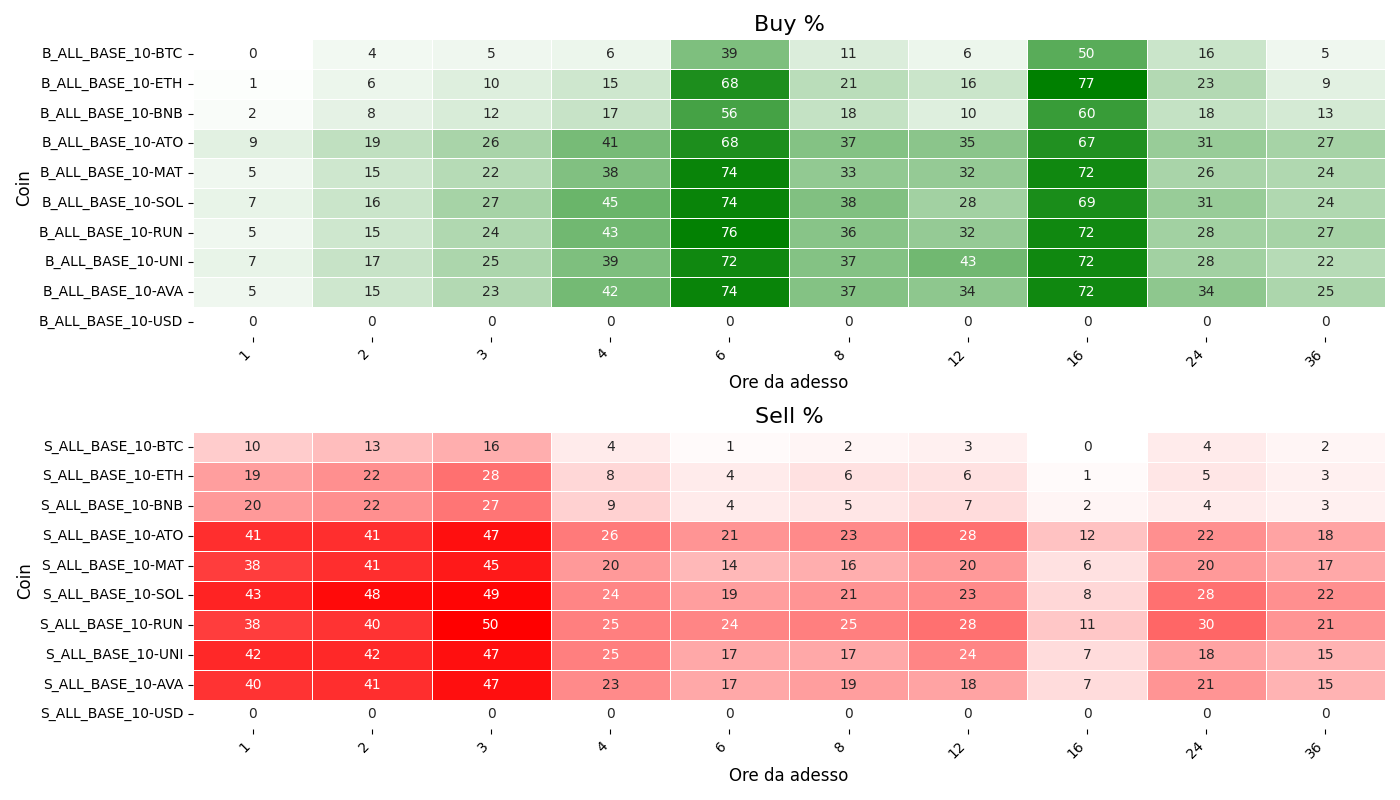 Buy %
B_ALL_BASE_10-BTC 0 4 5 6 39 11 6 50 16 5
B_ALL_BASE_10-ETH 1 6 10 15 68 21 16 77 23 9
B_ALL_BASE_10-BNB 2 8 12 17 56 18 10 60 18 13
B_ALL_BASE_10-ATO 9 19 26 41 68 37 35 67 31 27
B_ALL_BASE_10-MAT 5 15 22 38 74 33 32 72 26 24
Coin
B_ALL_BASE_10-SOL 7 16 27 45 74 38 28 69 31 24
B_ALL_BASE_10-RUN 5 15 24 43 76 36 32 72 28 27
B_ALL_BASE_10-UNI 7 17 25 39 72 37 43 72 28 22
B_ALL_BASE_10-AVA 5 15 23 42 74 37 34 72 34 25
B_ALL_BASE_10-USD 0 0 0 0 0 0 0 0 0 0
1 2 3 4 6 8 12 16 24 36
Ore da adesso
Sell %
S_ALL_BASE_10-BTC 10 13 16 4 1 2 3 0 4 2
S_ALL_BASE_10-ETH 19 22 28 8 4 6 6 1 5 3
S_ALL_BASE_10-BNB 20 22 27 9 4 5 7 2 4 3
S_ALL_BASE_10-ATO 41 41 47 26 21 23 28 12 22 18
S_ALL_BASE_10-MAT 38 41 45 20 14 16 20 6 20 17
Coin
S_ALL_BASE_10-SOL 43 48 49 24 19 21 23 8 28 22
S_ALL_BASE_10-RUN 38 40 50 25 24 25 28 11 30 21
S_ALL_BASE_10-UNI 42 42 47 25 17 17 24 7 18 15
S_ALL_BASE_10-AVA 40 41 47 23 17 19 18 7 21 15
S_ALL_BASE_10-USD 0 0 0 0 0 0 0 0 0 0
1 2 3 4 6 8 12 16 24 36
Ore da adesso